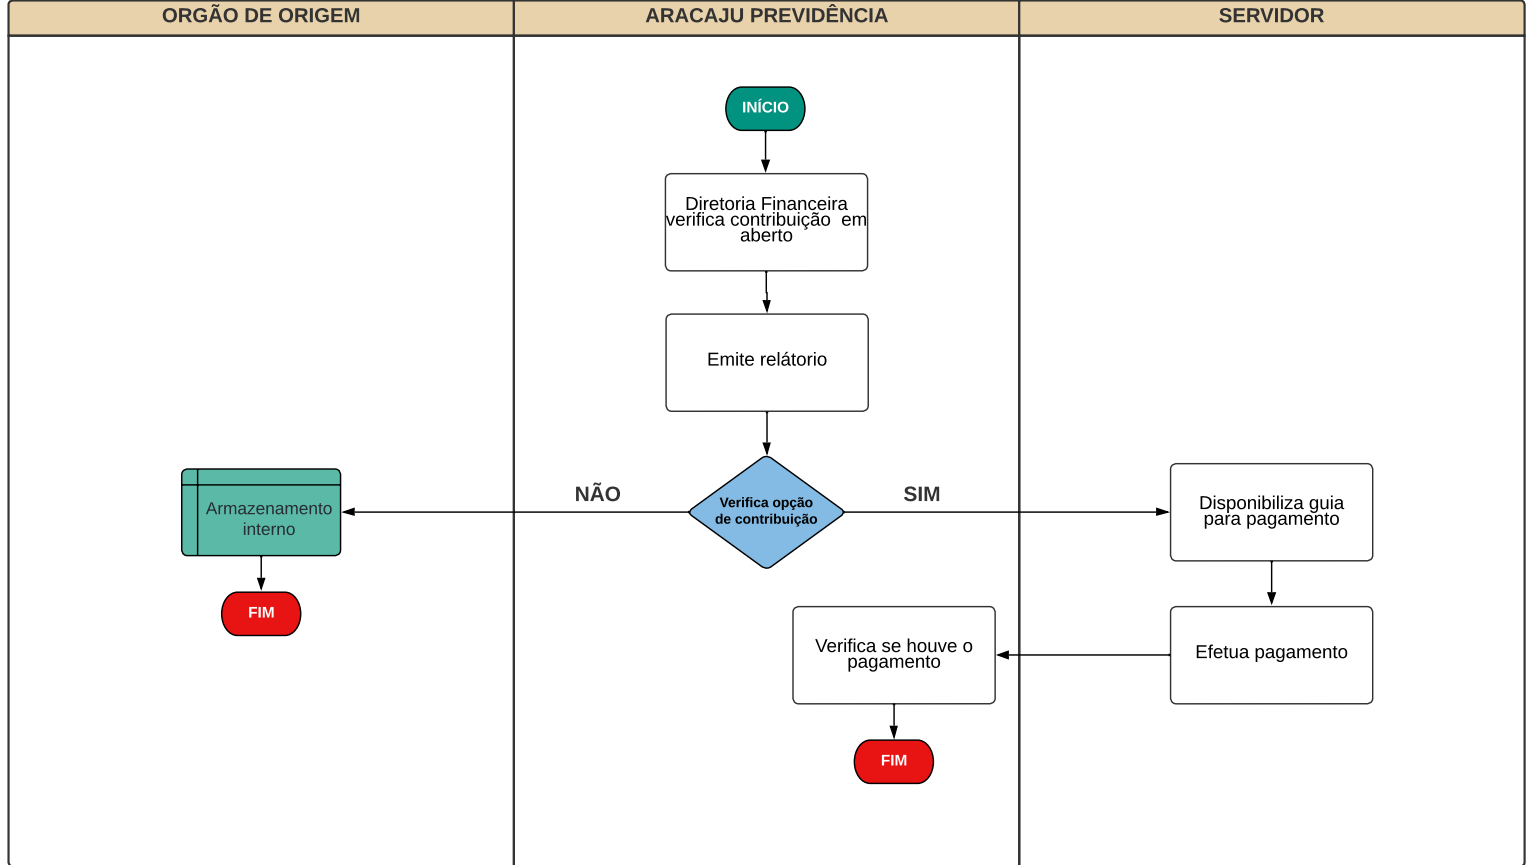 ORGÃO DE ORIGEM
ARACAJU PREVIDÊNCIA
SERVIDOR
INÍCIO
Diretoria Financeira
verifica contribuição  em
aberto
Emite relátorio
Verifica opção
de contribuição
NÃO
SIM
Armazenamento
interno
FIM
Disponibiliza guia
para pagamento
Efetua pagamento
Verifica se houve o
pagamento
FIM